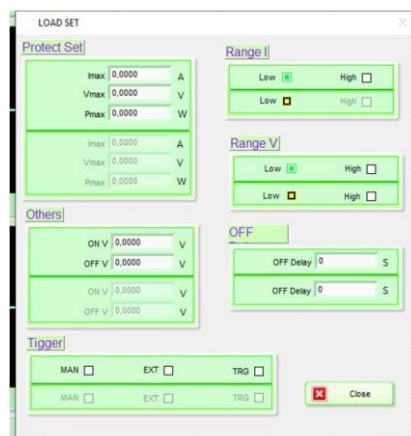 LOAD SET
Protect Set
Imax 0,0000 A
Vmax 0,0000 V
Pmax 0,0000 W
Imax 0,0000 A
Vmax 0,0000 V
Pmax 0,0000 W
Others
ON V 0,0000 V
OFF V 0,0000 V
ON V 0,0000 V
OFF V 0,0000 V
Tigger
MAN EXT TRG
MAN EXT TRG
Range I
Low High
Low High
Range V
Low High
Low High
OFF
OFF Delay 0 S
OFF Delay 0 S
Close